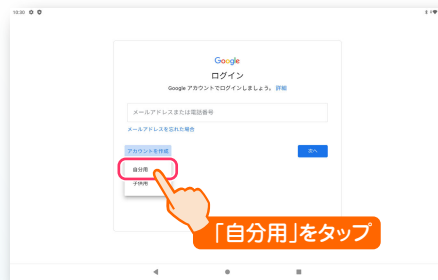 10:30
Google
ログイン
Google アカウントでログインしましょう。 詳細
メールアドレスまたは電話番号
メールアドレスを忘れた場合
アカウントを作成
次へ
自分用
子供用
「自分用」をタップ